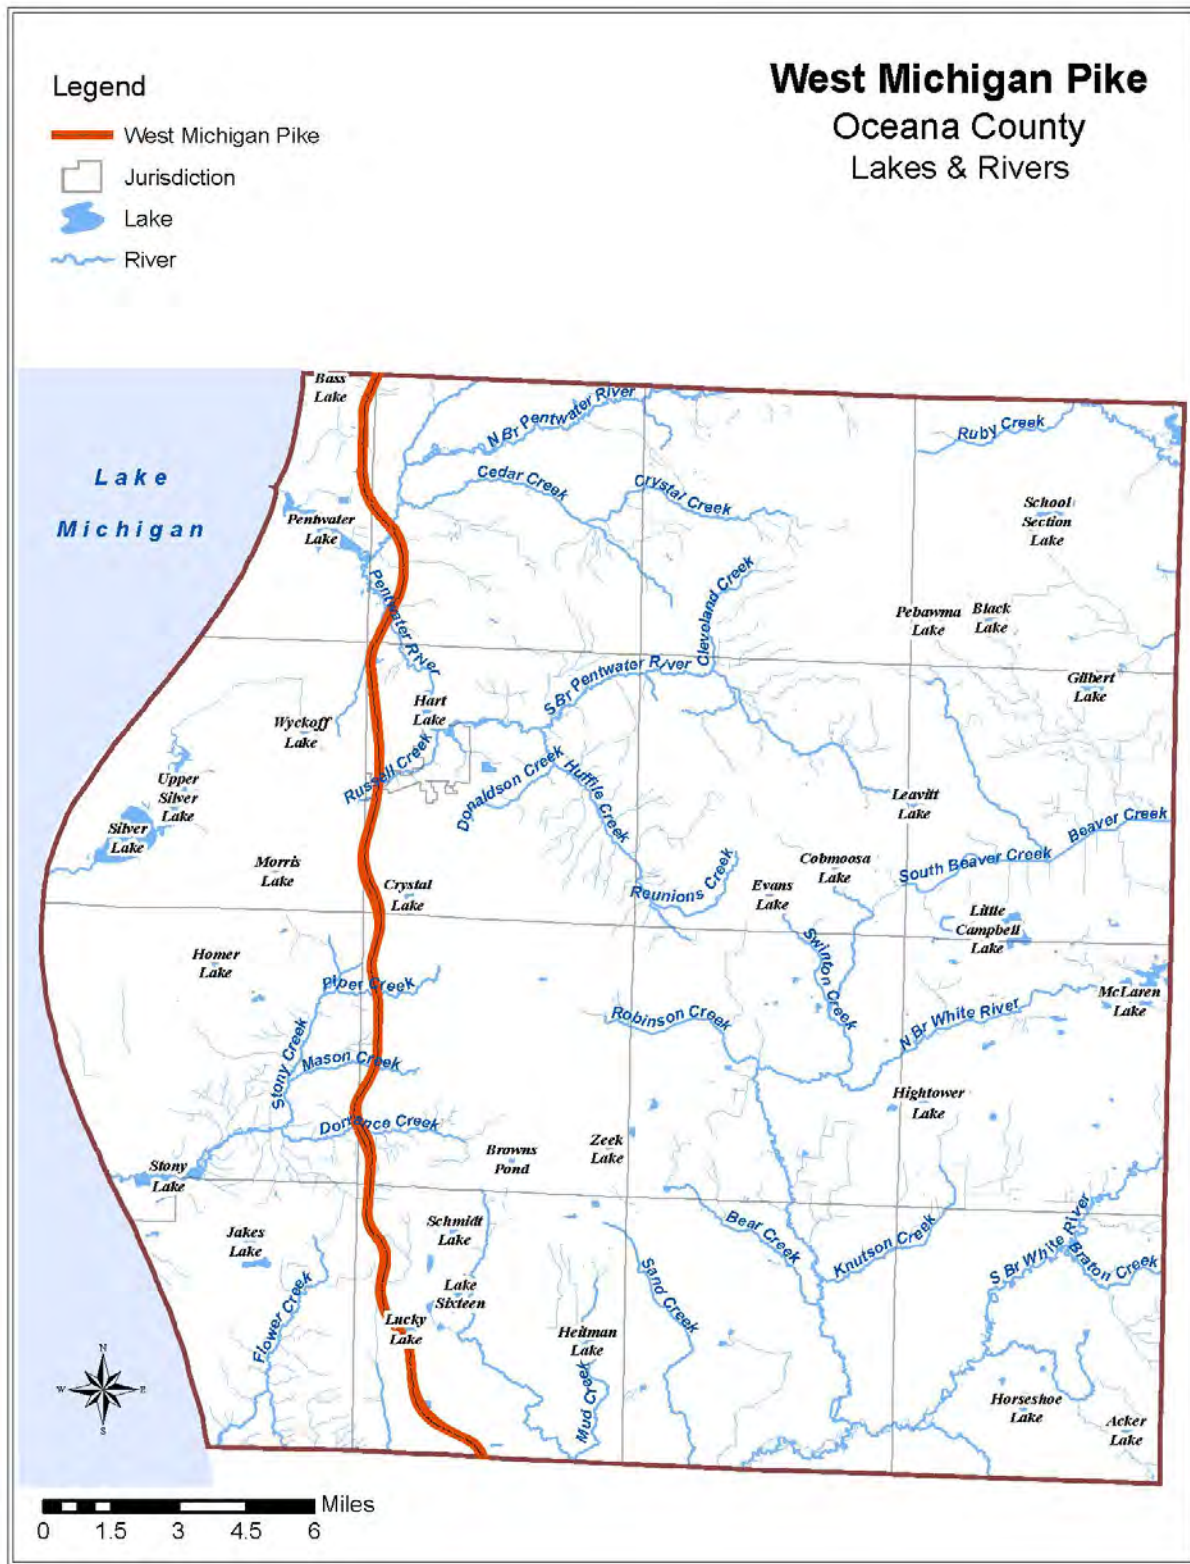 West Michigan Pike
Oceana County
Lakes & Rivers
Legend
West Michigan Pike
Jurisdiction
Lake
River
Bass
Lake
N Br Pentwater River
Ruby Creek
Lake
Michigan
Cedar Creek
Crystal Creek
School
Section
Lake
Pentwater
Lake
Pentwater River
Cleveland Creek
Pebawma
Lake
Black
Lake
S Br Pentwater River
Gilbert
Lake
Hart
Lake
Wyckoff
Lake
Russell Creek
Donaldson Creek
Huffile Creek
Upper
Silver
Lake
Silver
Lake
Leavitt
Lake
Beaver Creek
South Beaver Creek
Morris
Lake
Crystal
Lake
Reunions Creek
Evans
Lake
Cobmoosa
Lake
Little
Campbell
Lake
Swinton Creek
Homer
Lake
Piper Creek
McLaren
Lake
Robinson Creek
N Br White River
Stony Creek
Mason Creek
Hightower
Lake
Dorrance Creek
Browns
Pond
Zeek
Lake
Stony
Lake
Jakes
Lake
Schmidt
Lake
Bear Creek
Knutson Creek
S Br White River
Braton Creek
Sand Creek
Lake
Sixteen
Flower Creek
Lucky
Lake
Heitman
Lake
Mud Creek
Horseshoe
Lake
Acker
Lake
N
W
E
S
Miles
0 1.5 3 4.5 6